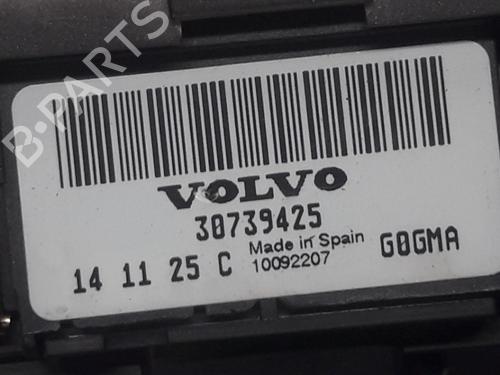 B-PARTS
VOLVO
30739425
Made in Spain
14 11 25 C 10092207 G0GMA